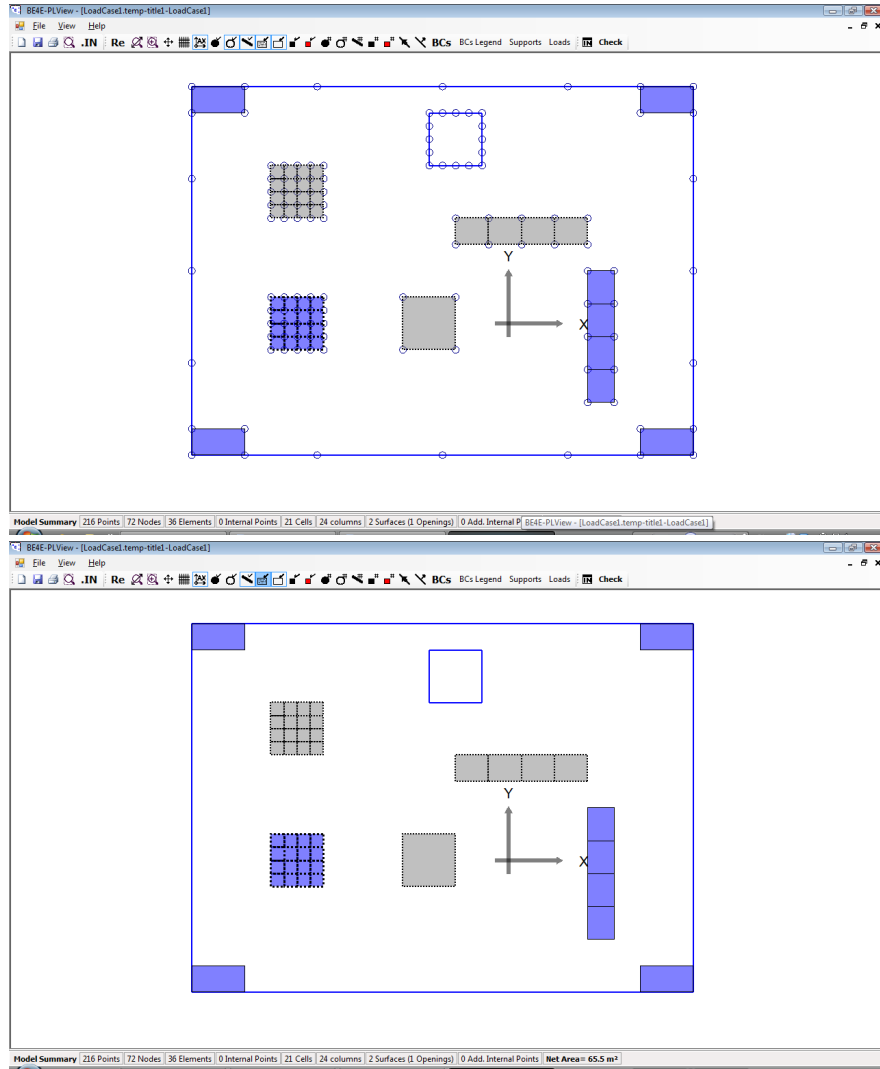 BE4E-PLView - [LoadCase1.temp-title1-LoadCase1]
File View Help
.IN Re AX BCs BCs Legend Supports Loads IN Check
Y
X
Model Summary 216 Points 72 Nodes 36 Elements 0 Internal Points 21 Cells 24 columns 2 Surfaces (1 Openings) 0 Add. Internal P BE4E-PLView - [LoadCase1.temp-title1-LoadCase1]
BE4E-PLView - [LoadCase1.temp-title1-LoadCase1]
File View Help
.IN Re AX BCs BCs Legend Supports Loads IN Check
Y
X
Model Summary 216 Points 72 Nodes 36 Elements 0 Internal Points 21 Cells 24 columns 2 Surfaces (1 Openings) 0 Add. Internal Points Net Area= 65.5 m²